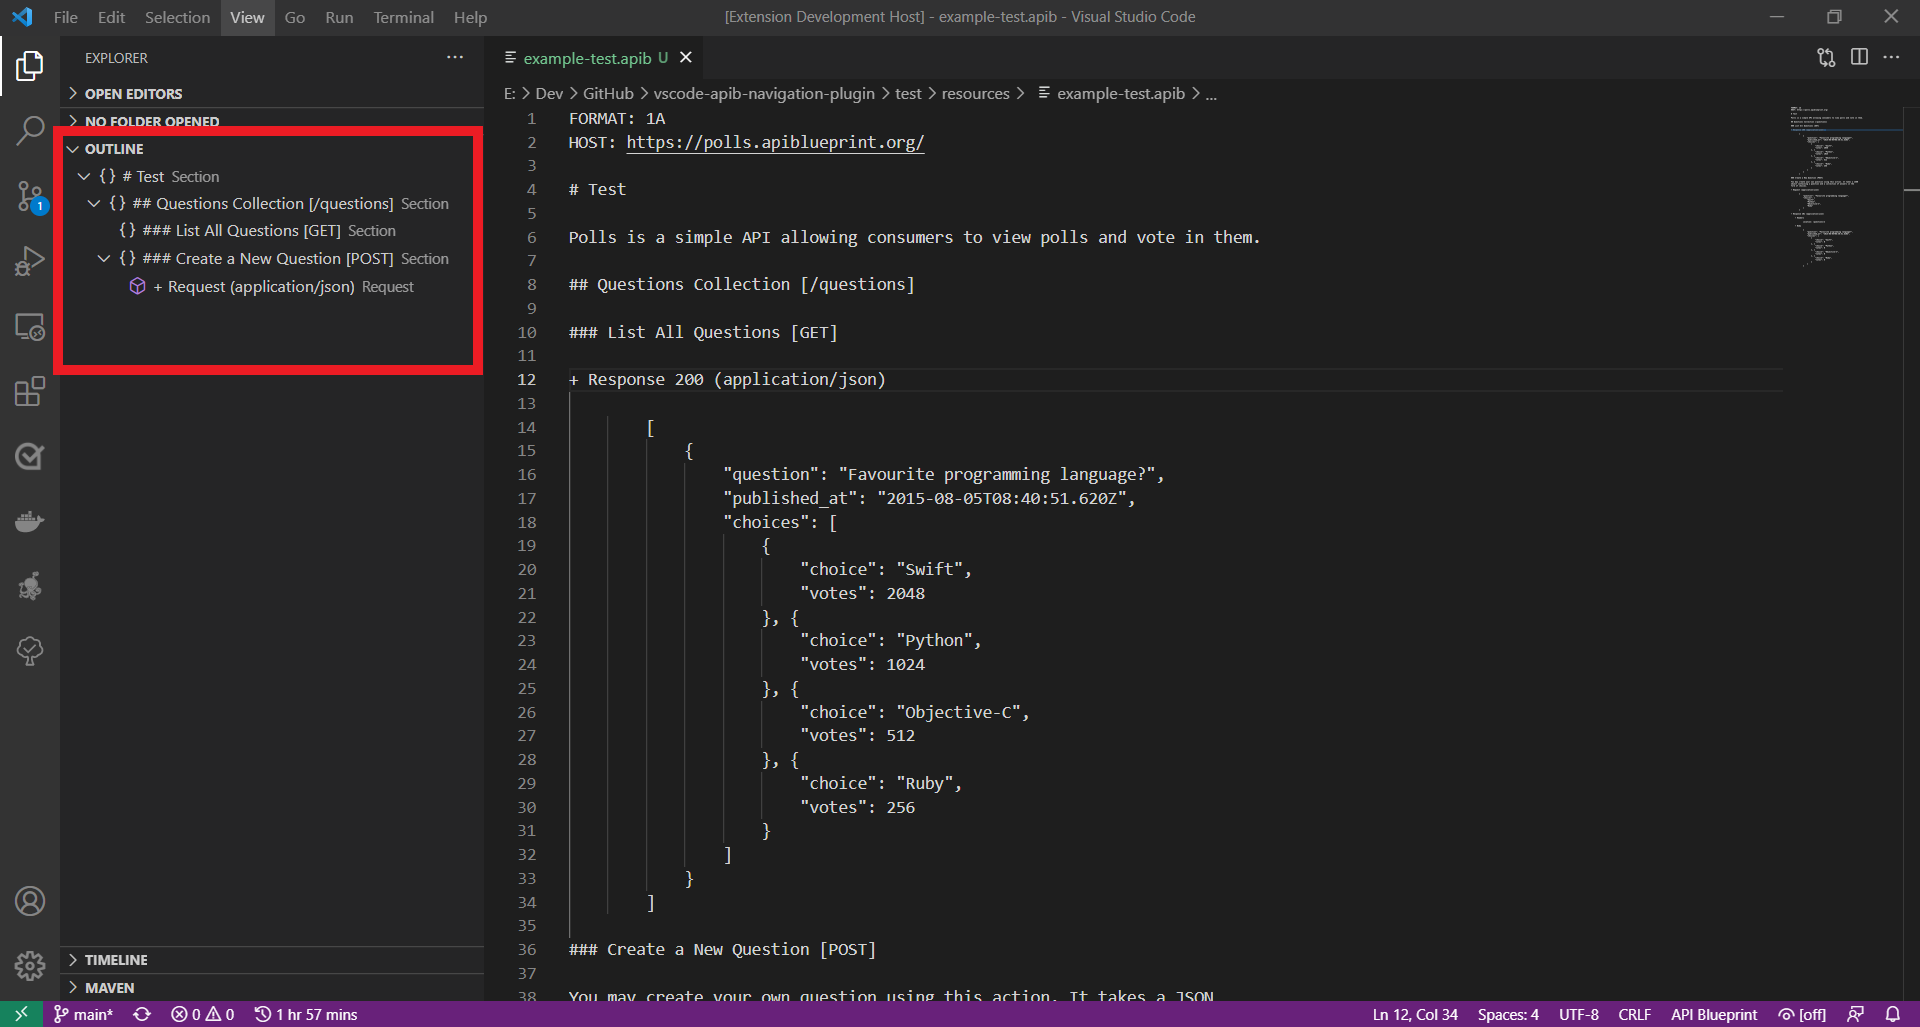 File Edit Selection View Go Run Terminal Help [Extension Development Host] - example-test.apib - Visual Studio Code
EXPLORER
OPEN EDITORS
NO FOLDER OPENED
OUTLINE
{} # Test Section
{} ## Questions Collection [/questions] Section
{} ### List All Questions [GET] Section
{} ### Create a New Question [POST] Section
+ Request (application/json) Request
TIMELINE
MAVEN
1
example-test.apib U
E: > Dev > GitHub > vscode-apib-navigation-plugin > test > resources > example-test.apib > ...
1 FORMAT: 1A
2 HOST: https://polls.apiblueprint.org/
3
4 # Test
5
6 Polls is a simple API allowing consumers to view polls and vote in them.
7
8 ## Questions Collection [/questions]
9
10 ### List All Questions [GET]
11
12 + Response 200 (application/json)
13
14 [
15 {
16 "question": "Favourite programming language?",
17 "published_at": "2015-08-05T08:40:51.620Z",
18 "choices": [
19 {
20 "choice": "Swift",
21 "votes": 2048
22 }, {
23 "choice": "Python",
24 "votes": 1024
25 }, {
26 "choice": "Objective-C",
27 "votes": 512
28 }, {
29 "choice": "Ruby",
30 "votes": 256
31 }
32 ]
33 }
34 ]
35
36 ### Create a New Question [POST]
37
38 You may create your own question using this action. It takes a JSON
main* 0 0 1 hr 57 mins Ln 12, Col 34 Spaces: 4 UTF-8 CRLF API Blueprint [off]